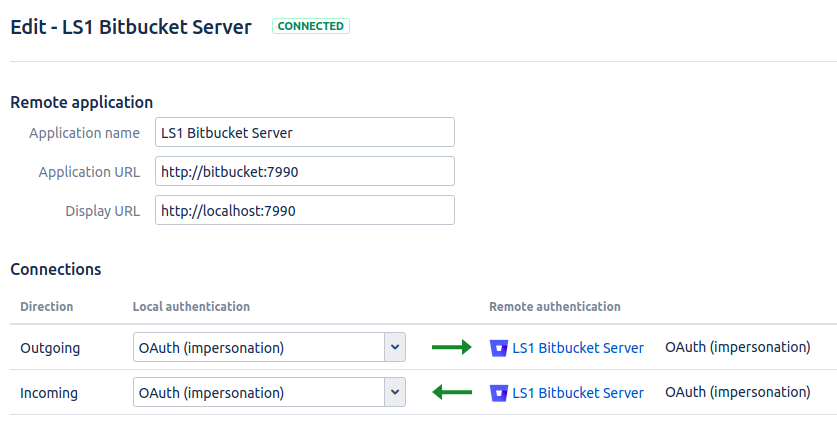 Edit - LS1 Bitbucket Server CONNECTED
Remote application
Application name LS1 Bitbucket Server
Application URL http://bitbucket:7990
Display URL http://localhost:7990
Connections
Direction Local authentication Remote authentication
Outgoing OAuth (impersonation) LS1 Bitbucket Server OAuth (impersonation)
Incoming OAuth (impersonation) LS1 Bitbucket Server OAuth (impersonation)